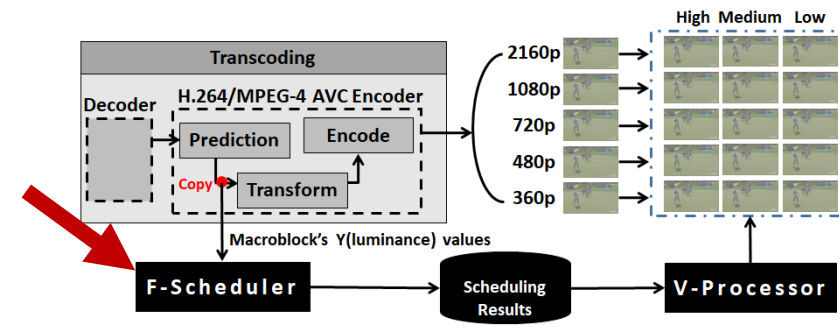 High Medium Low
Transcoding
2160p
Decoder
H.264/MPEG-4 AVC Encoder
1080p
Prediction
Encode
720p
Copy
Transform
480p
360p
Macroblock's Y(luminance) values
F-Scheduler
Scheduling
Results
V-Processor